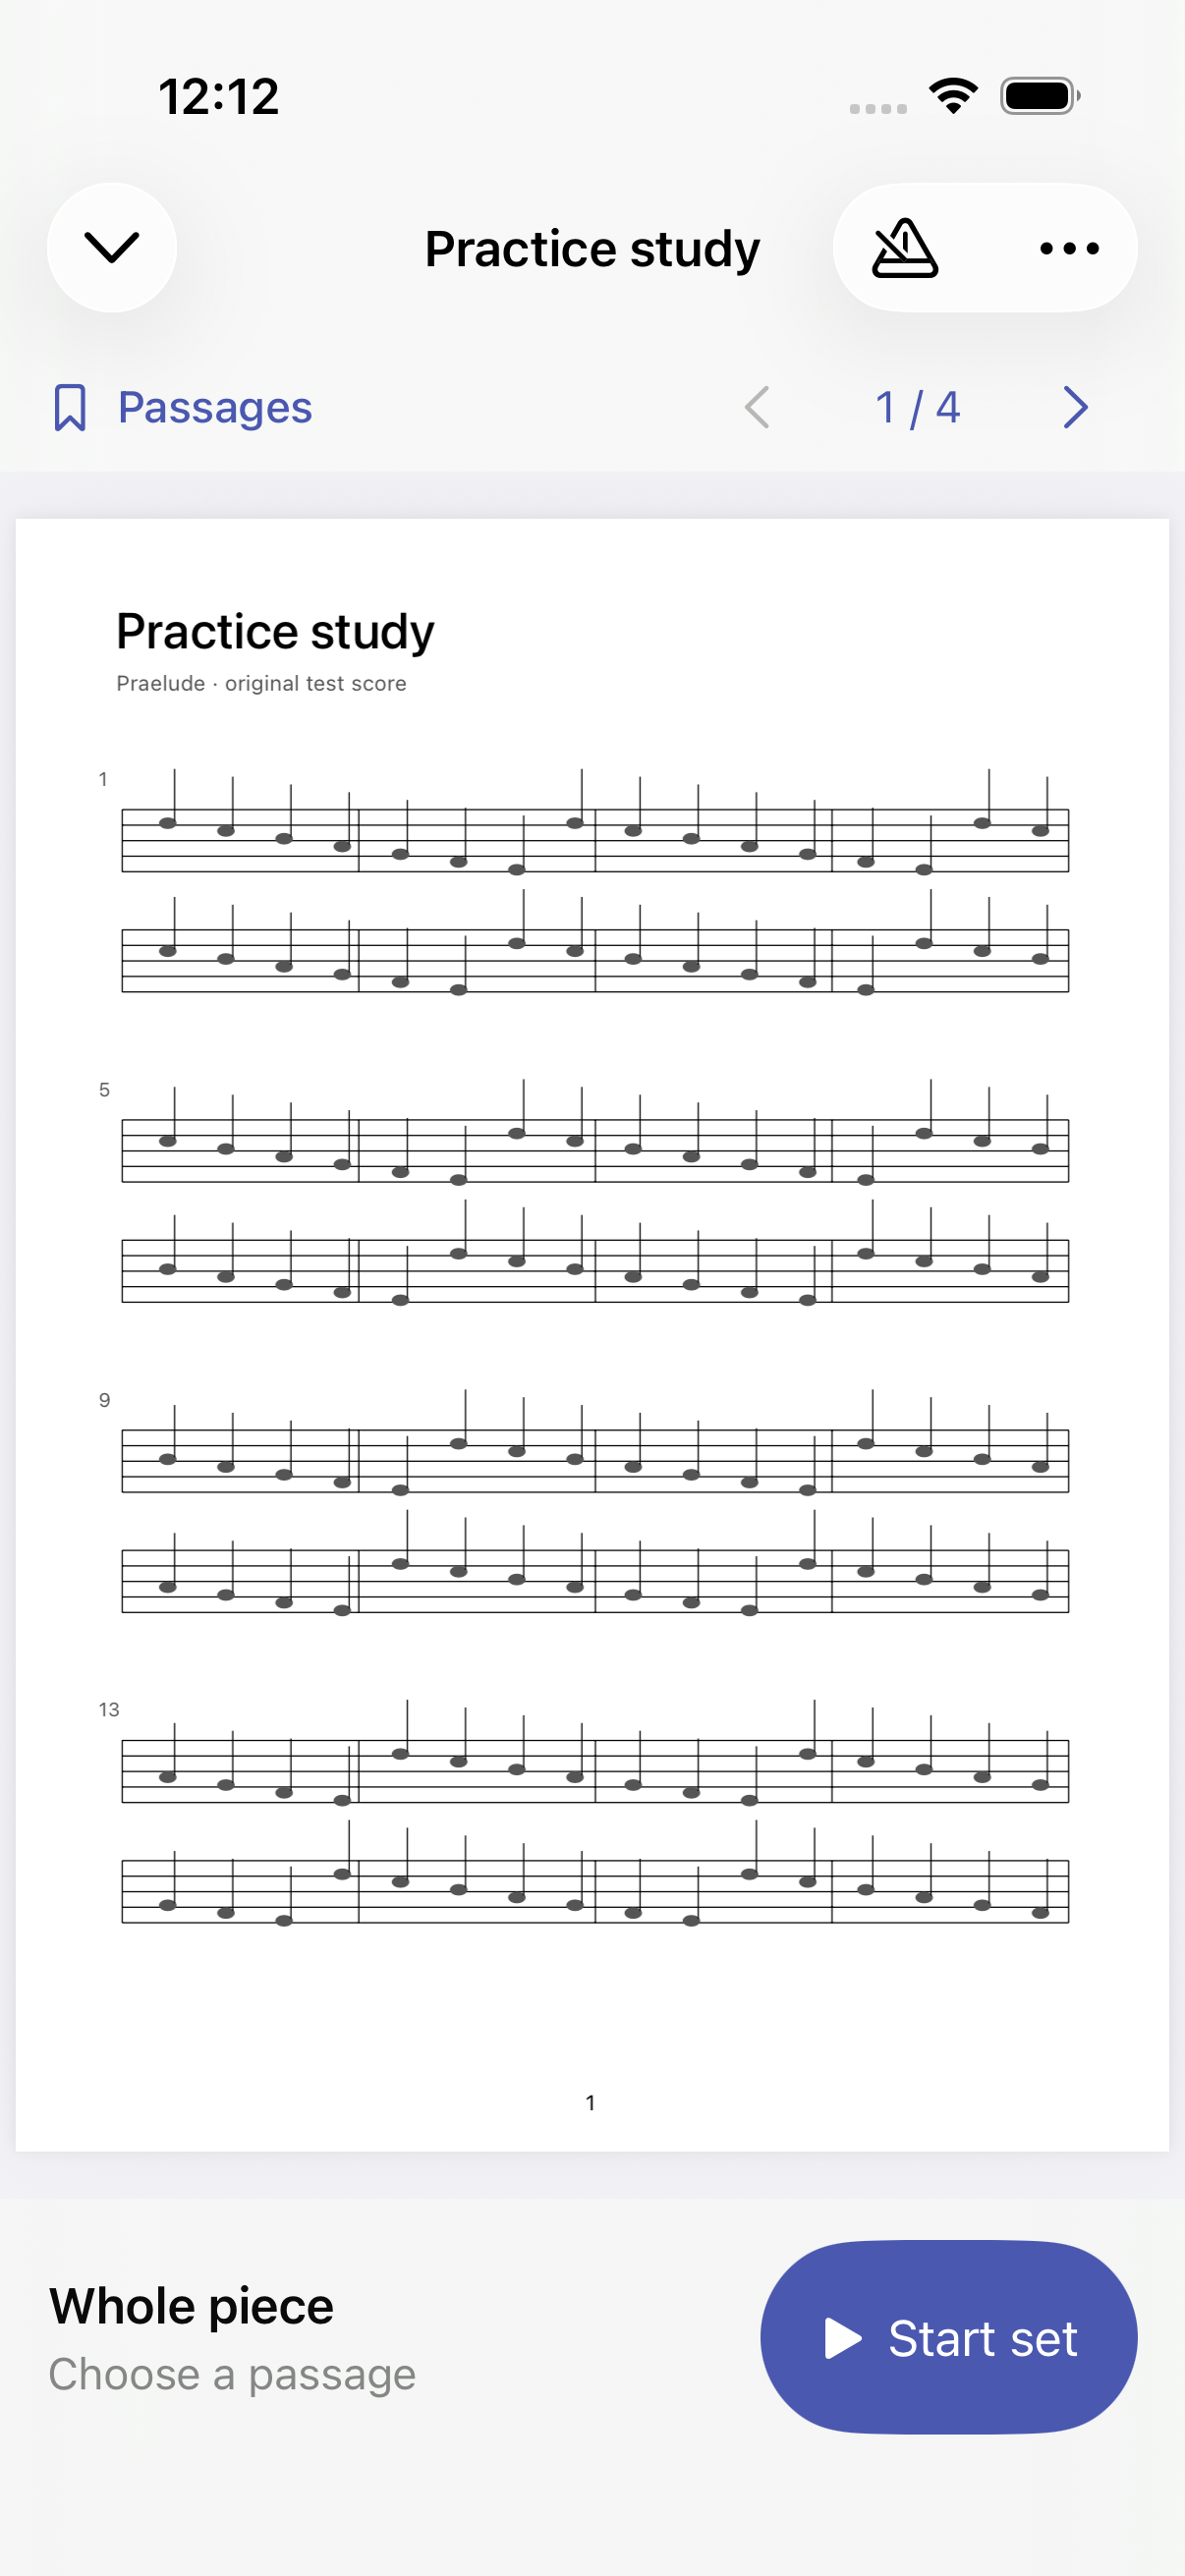 12:12
Practice study
Passages
1 / 4
Practice study
Praelude · original test score
1
5
9
13
1
Whole piece
Choose a passage
Start set